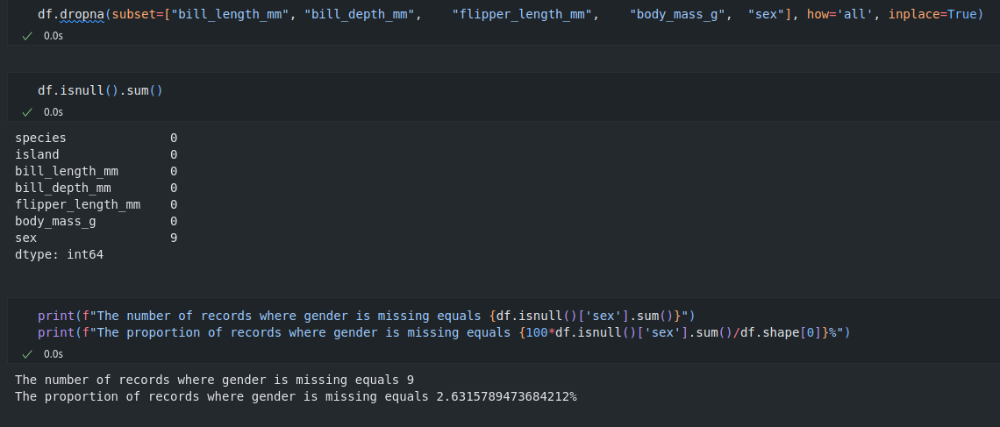 df.dropna(subset=["bill_length_mm", "bill_depth_mm",    "flipper_length_mm",    "body_mass_g",  "sex"], how='all', inplace=True)
✓ 0.0s
df.isnull().sum()
✓ 0.0s
species              0
island               0
bill_length_mm       0
bill_depth_mm        0
flipper_length_mm    0
body_mass_g          0
sex                  9
dtype: int64
print(f"The number of records where gender is missing equals {df.isnull()['sex'].sum()}")
print(f"The proportion of records where gender is missing equals {100*df.isnull()['sex'].sum()/df.shape[0]}%")
✓ 0.0s
The number of records where gender is missing equals 9
The proportion of records where gender is missing equals 2.6315789473684212%